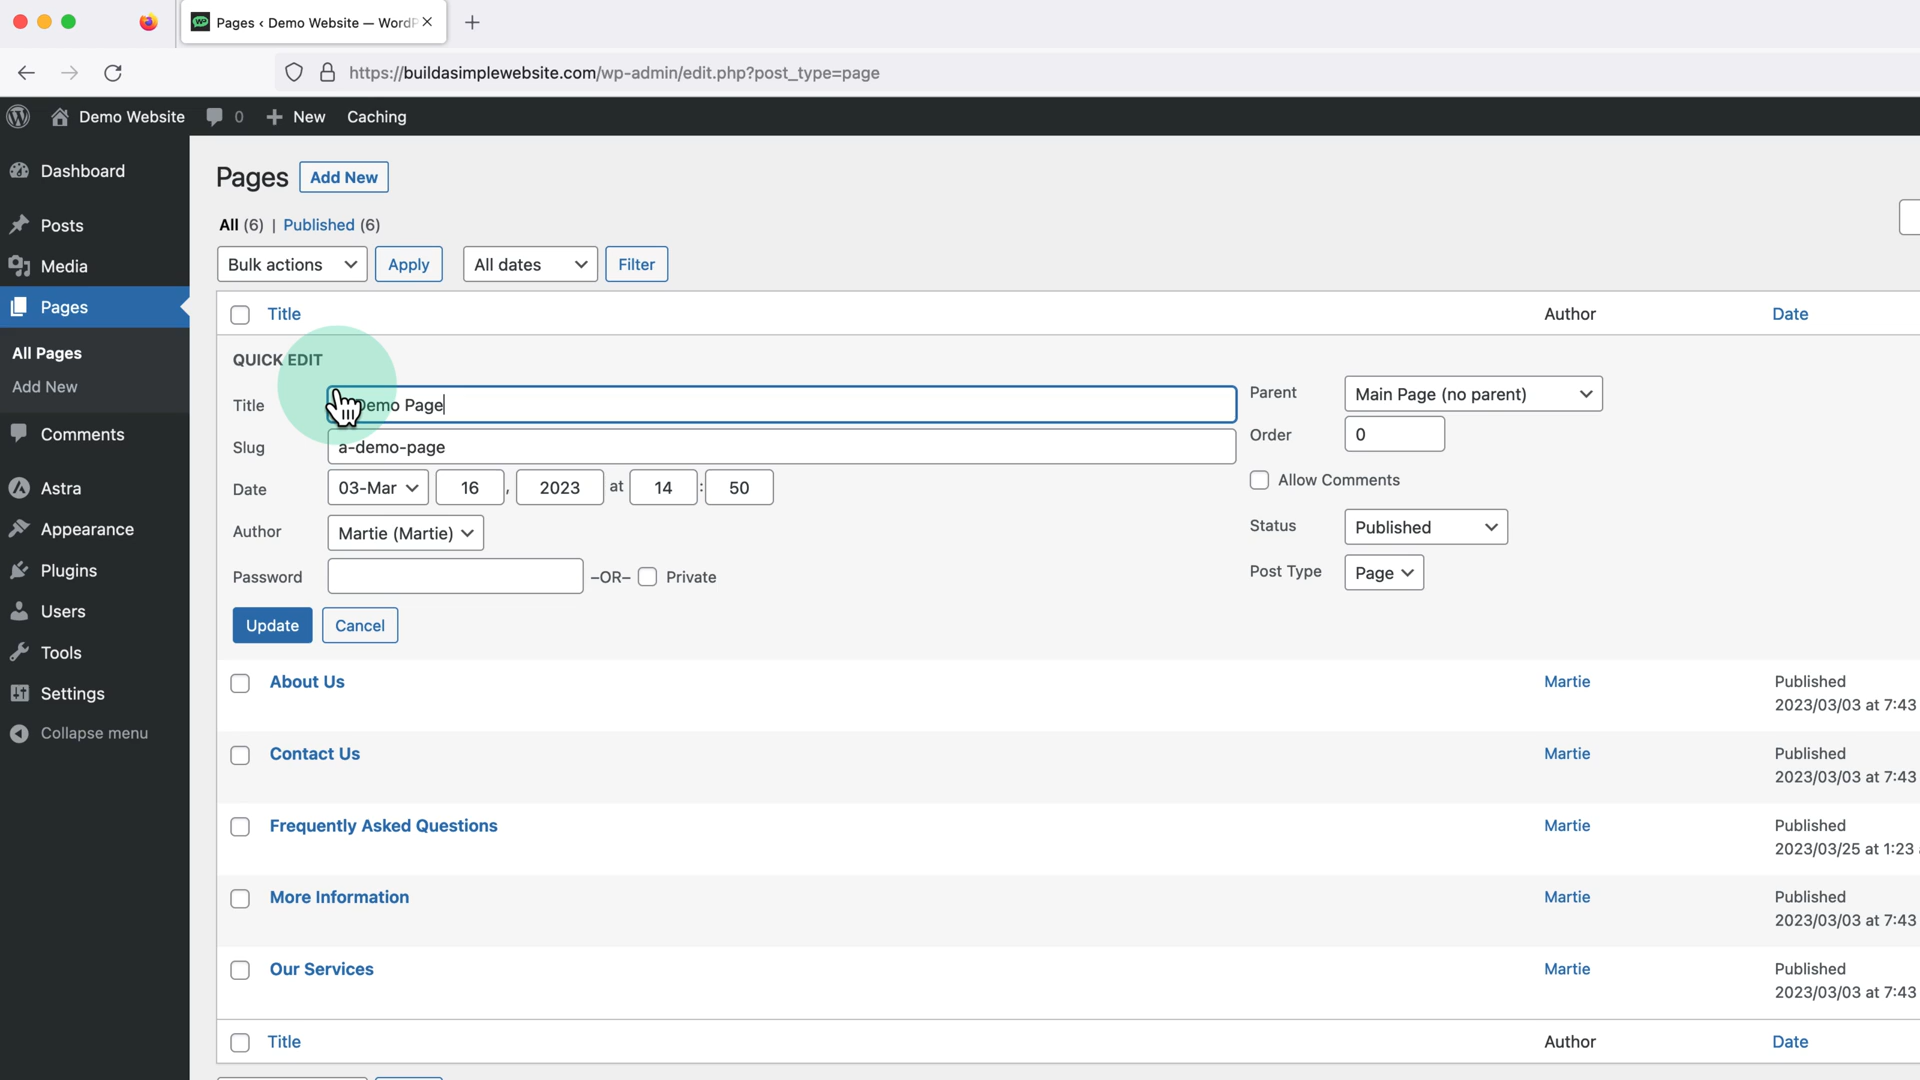 Pages ‹ Demo Website — WordP
https://buildasimplewebsite.com/wp-admin/edit.php?post_type=page
Demo Website 0 New Caching
Dashboard
Posts
Media
Pages
All Pages
Add New
Comments
Astra
Appearance
Plugins
Users
Tools
Settings
Collapse menu
Pages Add New
All (6) | Published (6)
Bulk actions Apply All dates Filter
Title Author Date
QUICK EDIT
Title Demo Page
Slug a-demo-page
Date 03-Mar 16 , 2023 at 14 : 50
Author Martie (Martie)
Password –OR– Private
Parent Main Page (no parent)
Order 0
Allow Comments
Status Published
Post Type Page
Update Cancel
About Us Martie Published
2023/03/03 at 7:43
Contact Us Martie Published
2023/03/03 at 7:43
Frequently Asked Questions Martie Published
2023/03/25 at 1:23
More Information Martie Published
2023/03/03 at 7:43
Our Services Martie Published
2023/03/03 at 7:43
Title Author Date